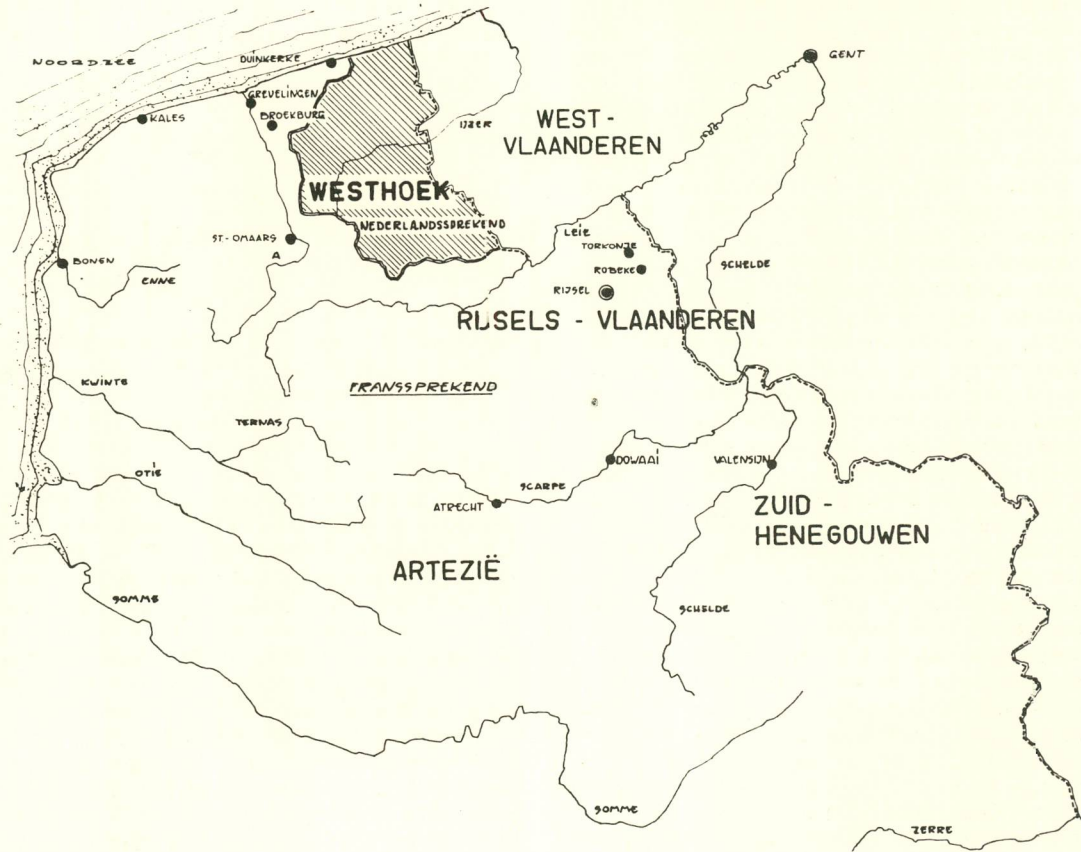 NOORDZEE
DUINKERKE
GENT
GREVELINGEN
KALES
BROEKBURG
IJZER
WEST-
VLAANDEREN
WESTHOEK
NEDERLANDSSPREKEND
ST-OMAARS
A
LEIE
TORKONJE
ROBEKE
RIJSEL
SCHELDE
BONEN
ENNE
RIJSELS - VLAANDEREN
KWINTE
FRANSSPREKEND
TERNAS
OTIE
DOWAAI
VALENSIJN
SCARPE
ATRECHT
ZUID -
HENEGOUWEN
ARTEZIË
SOMME
SCHELDE
SOMME
ZERRE